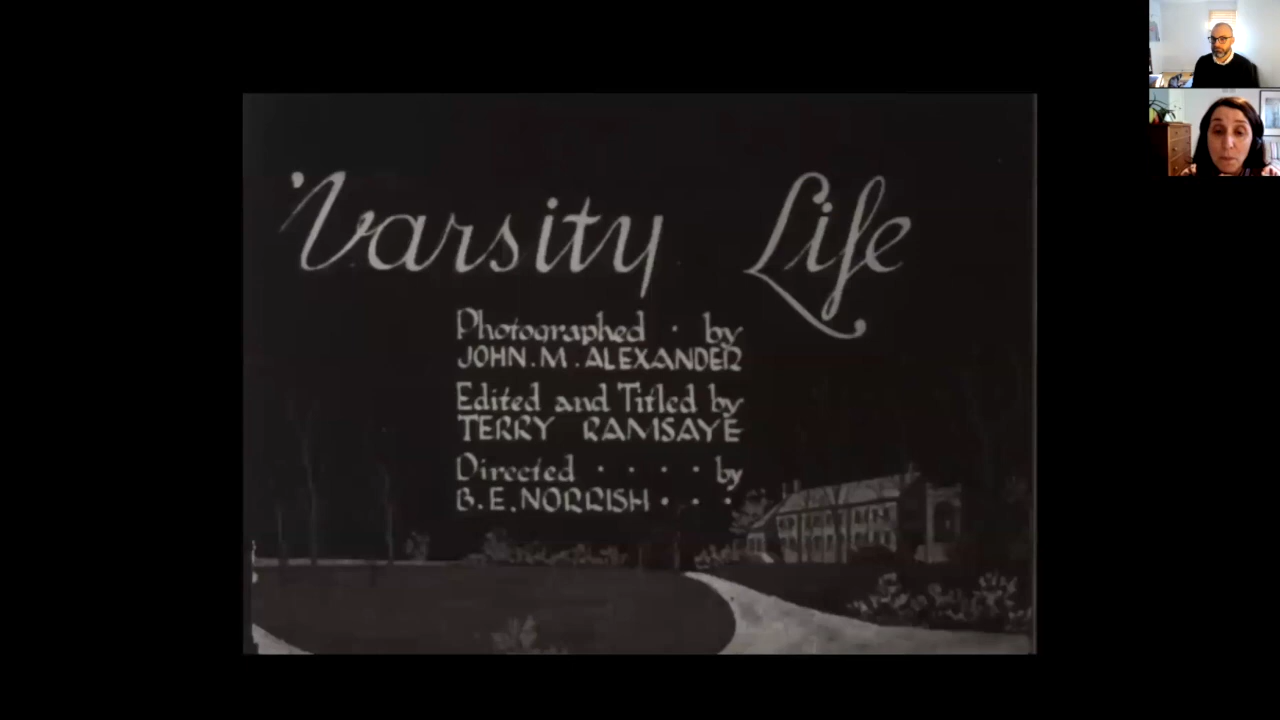 'Varsity Life
Photographed · by
JOHN. M. ALEXANDER
Edited and Titled by
TERRY RAMSAYE
Directed · · · · by
B. E. NORRISH · · ·